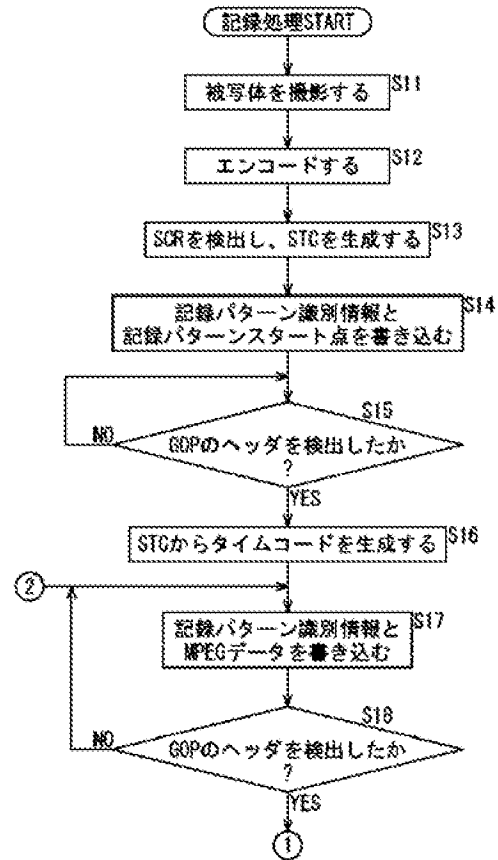 記録処理START
被写体を撮影する
S11
エンコードする
S12
SCRを検出し、STCを生成する
S13
S14
記録パターン識別情報と
記録パターンスタート点を書き込む
S15
NO
GOPのヘッダを検出したか
?
YES
STCからタイムコードを生成する
S16
2
S17
記録パターン識別情報と
MPEGデータを書き込む
S18
NO
GOPのヘッダを検出したか
?
YES
1